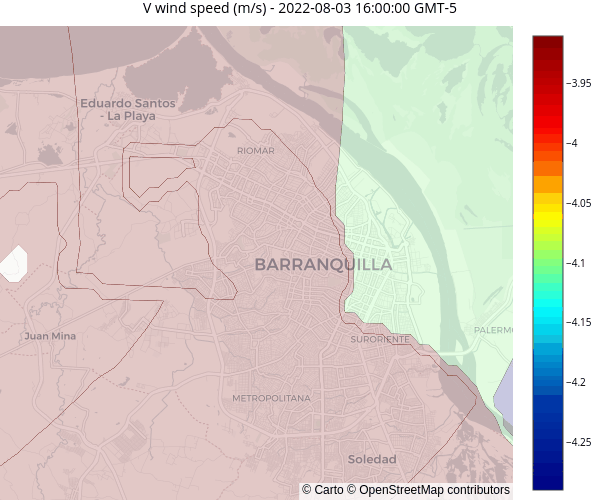 V wind speed (m/s) - 2022-08-03 16:00:00 GMT-5
Eduardo Santos
- La Playa
RIOMAR
BARRANQUILLA
Juan Mina
SURORIENTE
PALERMO
METROPOLITANA
Soledad
© Carto © OpenStreetMap contributors
−3.95
−4
−4.05
−4.1
−4.15
−4.2
−4.25